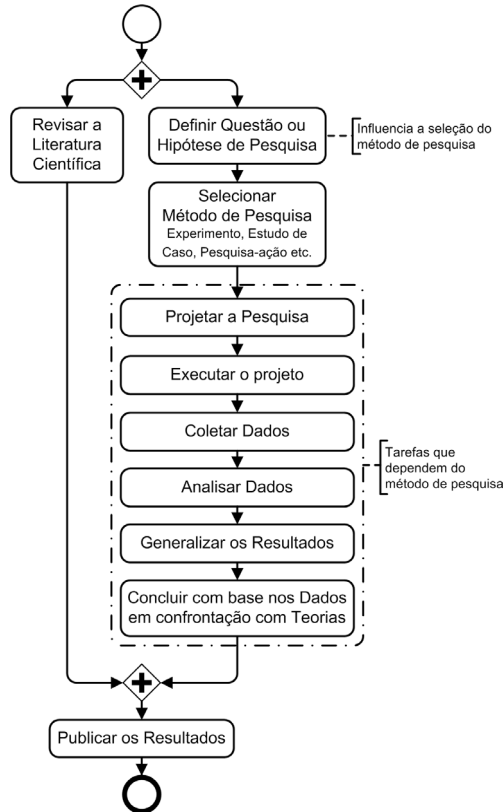 Revisar a
Literatura
Científica
Definir Questão ou
Hipótese de Pesquisa
Influencia a seleção do
método de pesquisa
Selecionar
Método de Pesquisa
Experimento, Estudo de
Caso, Pesquisa-ação etc.
Projetar a Pesquisa
Executar o projeto
Coletar Dados
Analisar Dados
Tarefas que
dependem do
método de pesquisa
Generalizar os Resultados
Concluir com base nos Dados
em confrontação com Teorias
Publicar os Resultados